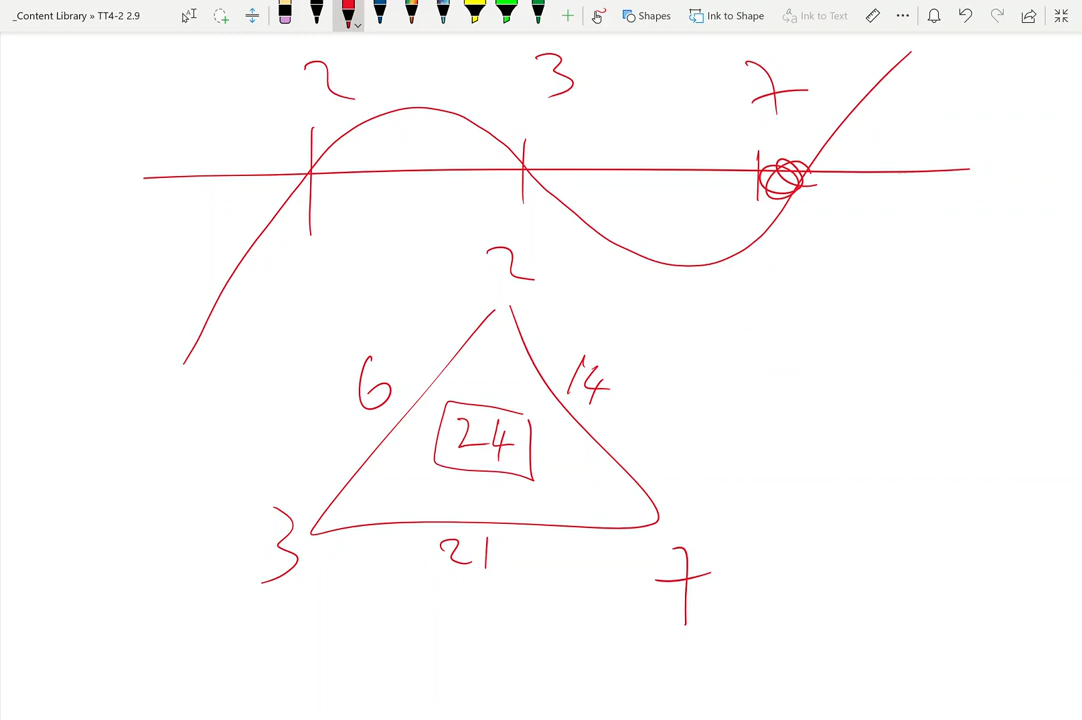 _Content Library » TT4-2 2.9
Shapes
Ink to Shape
Ink to Text
2 3 7
2
6 14
24
3 21 7